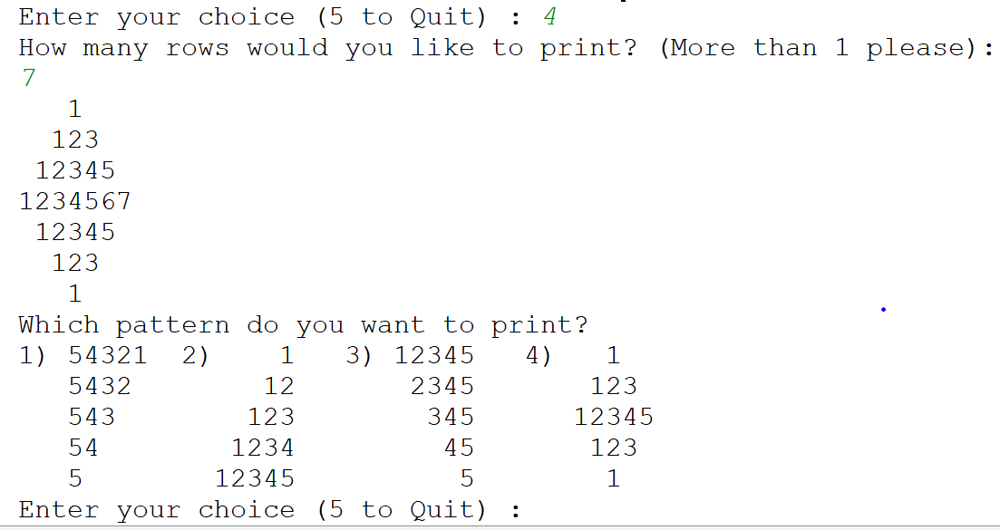 Enter your choice (5 to Quit) : 4
How many rows would you like to print? (More than 1 please):
7
   1
  123
 12345
1234567
 12345
  123
   1
Which pattern do you want to print?
1) 54321  2)    1   3) 12345   4)   1
   5432        12       2345       123
   543        123        345      12345
   54        1234         45       123
   5        12345          5        1
Enter your choice (5 to Quit) :